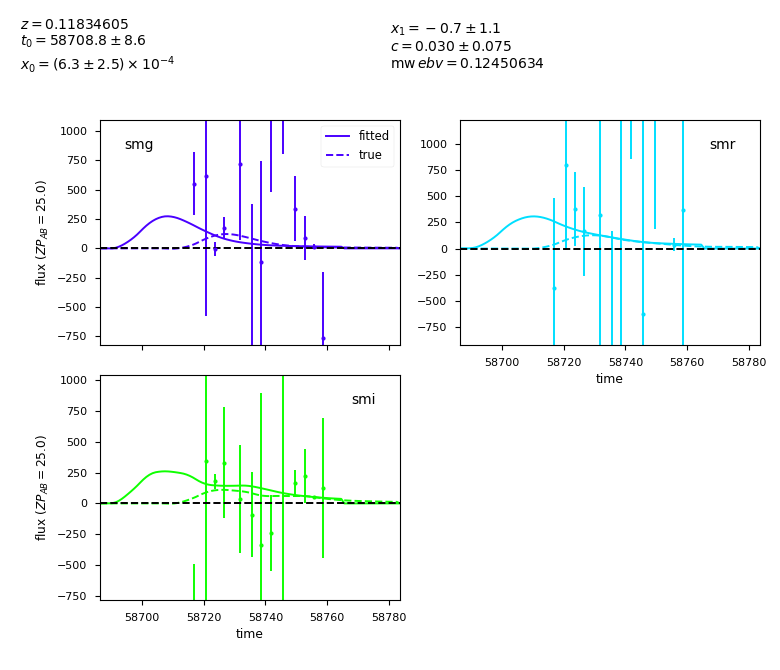 z = 0.11834605
t₀ = 58708.8 ± 8.6
x₀ = (6.3 ± 2.5) × 10⁻⁴
x₁ = −0.7 ± 1.1
c = 0.030 ± 0.075
mw ebv = 0.12450634
smg
fitted
true
1000
750
500
250
0
−250
−500
−750
flux (ZP_AB = 25.0)
smr
1000
750
500
250
0
−250
−500
−750
58700 58720 58740 58760 58780
time
smi
1000
750
500
250
0
−250
−500
−750
flux (ZP_AB = 25.0)
58700 58720 58740 58760 58780
time